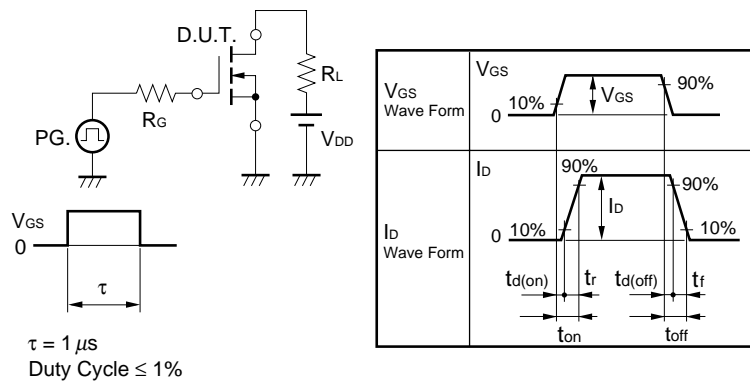 D.U.T.
RL
RG
PG.
VDD
VGS
0
τ
τ = 1 μs
Duty Cycle ≤ 1%
VGS
Wave Form
VGS
10%
0
VGS
90%
ID
Wave Form
ID
90%
90%
ID
10%
0
10%
td(on)
tr
td(off)
tf
ton
toff